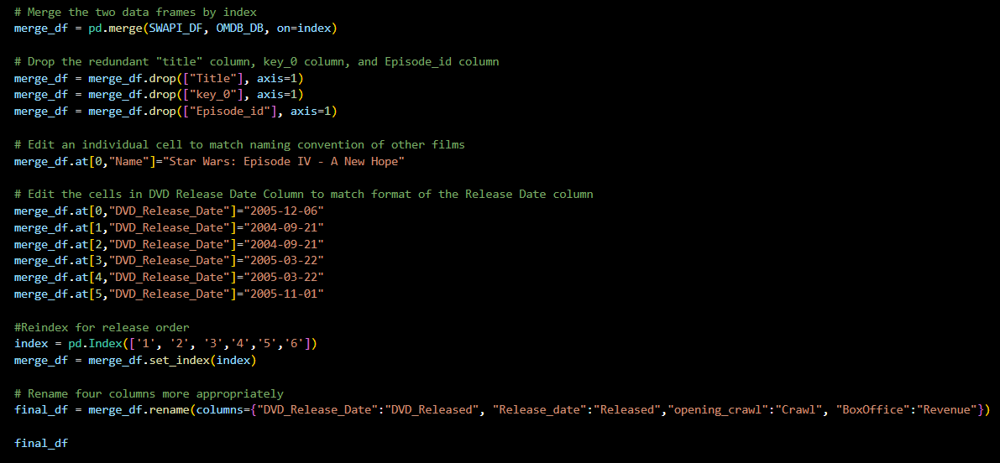 # Merge the two data frames by index
merge_df = pd.merge(SWAPI_DF, OMDB_DB, on=index)
# Drop the redundant "title" column, key_0 column, and Episode_id column
merge_df = merge_df.drop(["Title"], axis=1)
merge_df = merge_df.drop(["key_0"], axis=1)
merge_df = merge_df.drop(["Episode_id"], axis=1)
# Edit an individual cell to match naming convention of other films
merge_df.at[0,"Name"]="Star Wars: Episode IV - A New Hope"
# Edit the cells in DVD Release Date Column to match format of the Release Date column
merge_df.at[0,"DVD_Release_Date"]="2005-12-06"
merge_df.at[1,"DVD_Release_Date"]="2004-09-21"
merge_df.at[2,"DVD_Release_Date"]="2004-09-21"
merge_df.at[3,"DVD_Release_Date"]="2005-03-22"
merge_df.at[4,"DVD_Release_Date"]="2005-03-22"
merge_df.at[5,"DVD_Release_Date"]="2005-11-01"
#Reindex for release order
index = pd.Index(['1', '2', '3','4','5','6'])
merge_df = merge_df.set_index(index)
# Rename four columns more appropriately
final_df = merge_df.rename(columns={"DVD_Release_Date":"DVD_Released", "Release_date":"Released","opening_crawl":"Crawl", "BoxOffice":"Revenue"})
final_df